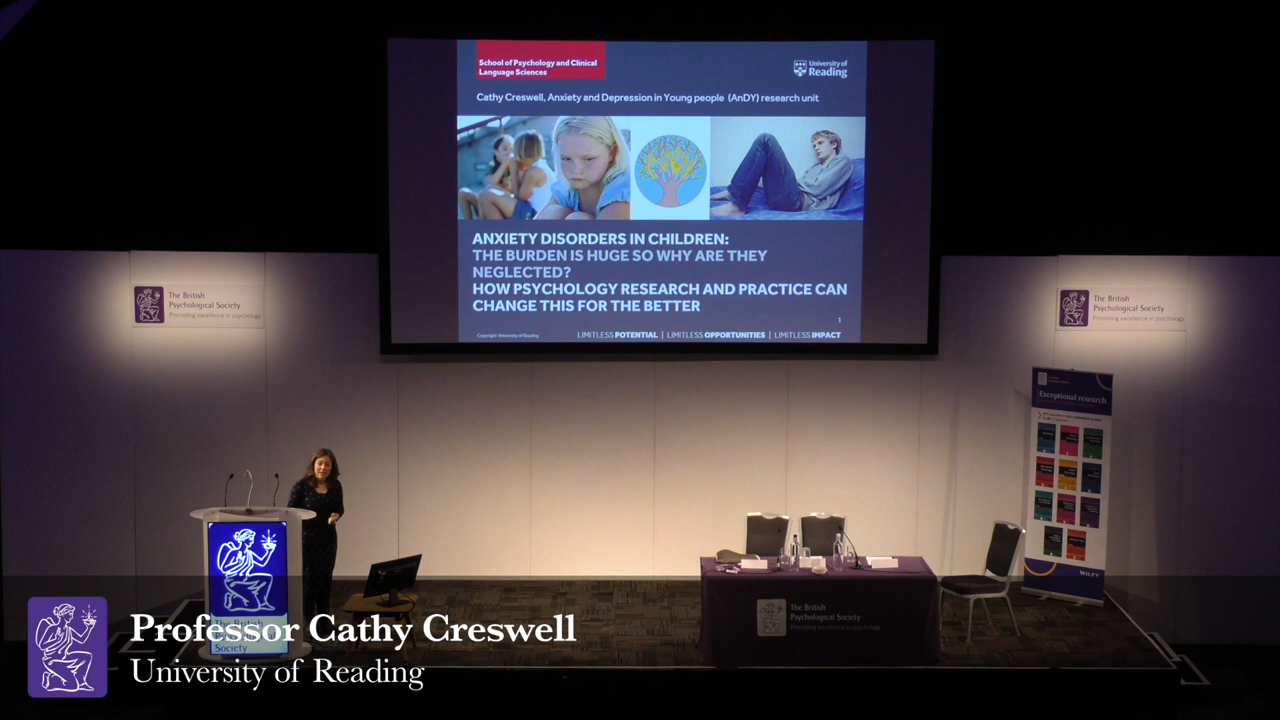 School of Psychology and Clinical
Language Sciences
University of
Reading
Cathy Creswell, Anxiety and Depression in Young people (AnDY) research unit
ANXIETY DISORDERS IN CHILDREN:
THE BURDEN IS HUGE SO WHY ARE THEY
NEGLECTED?
HOW PSYCHOLOGY RESEARCH AND PRACTICE CAN
CHANGE THIS FOR THE BETTER
1
Copyright University of Reading
LIMITLESS POTENTIAL | LIMITLESS OPPORTUNITIES | LIMITLESS IMPACT
The British
Psychological Society
Promoting excellence in psychology
The British
Psychological Society
Promoting excellence in psychology
Exceptional research
WILEY
The British
Psychological Society
Promoting excellence in psychology
The British
Society
Professor Cathy Creswell
University of Reading